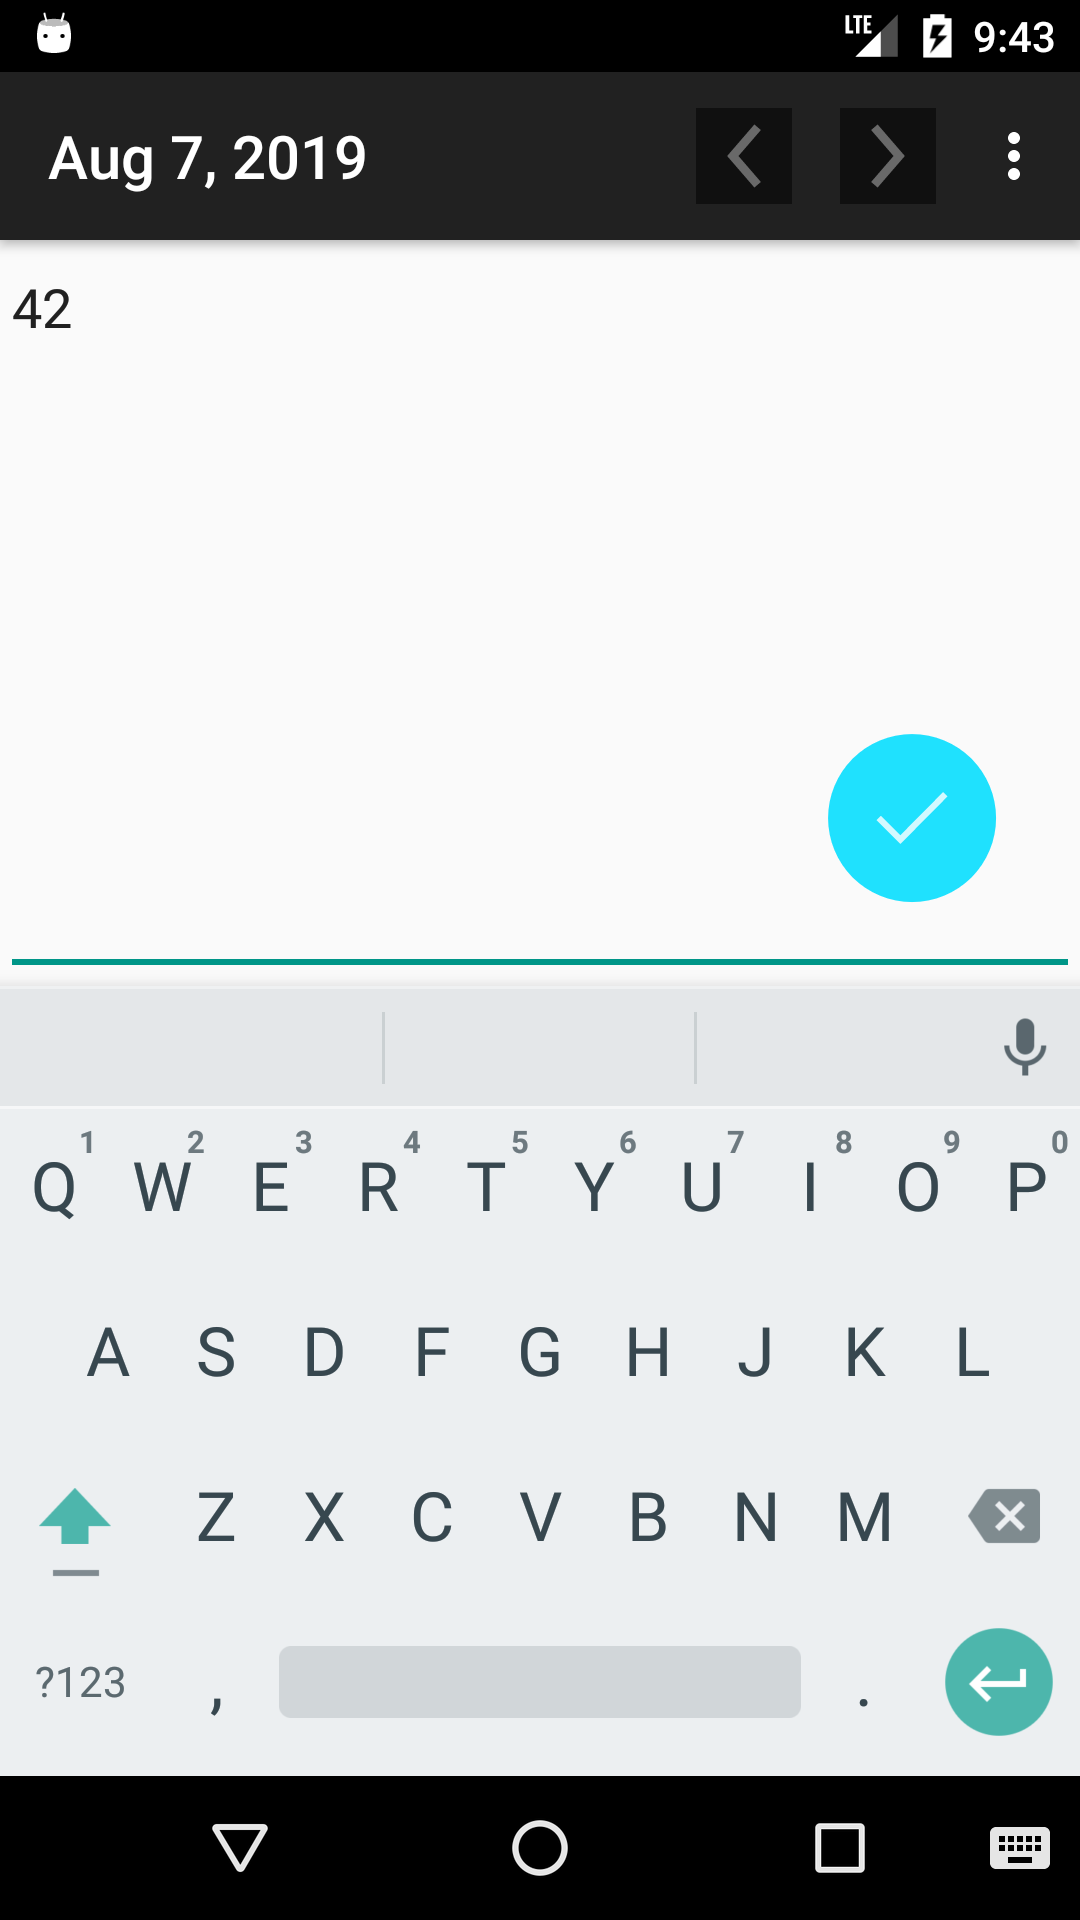 LTE 9:43
Aug 7, 2019
42
1 2 3 4 5 6 7 8 9 0
Q W E R T Y U I O P
A S D F G H J K L
Z X C V B N M
?123 , .